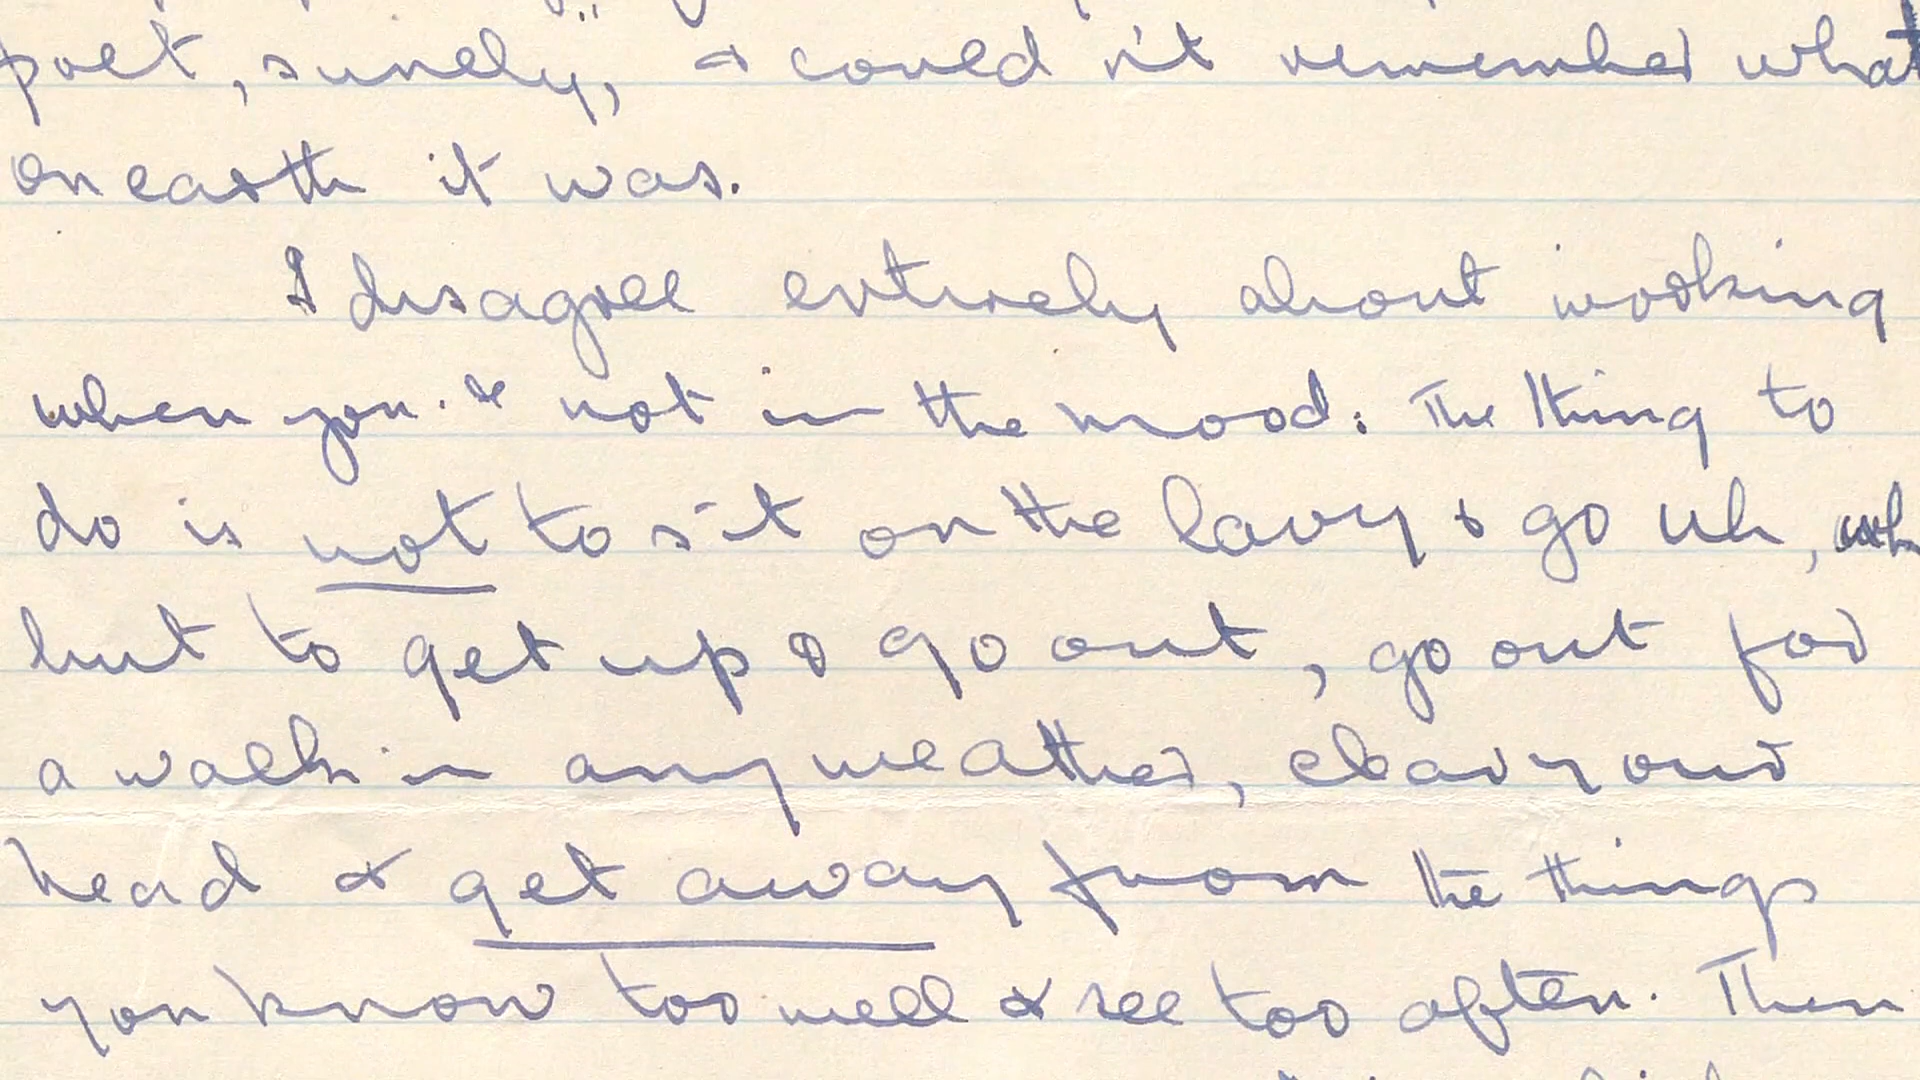 poet, surely", & could n't remember what
on earth it was.
I disagree entirely about working
when you're not in the mood: The thing to
do is not to sit on the lavy & go uh,
but to get up & go out, go out for
a walk in any weather, clear your
head & get away from the things
you know too well & see too often. Then